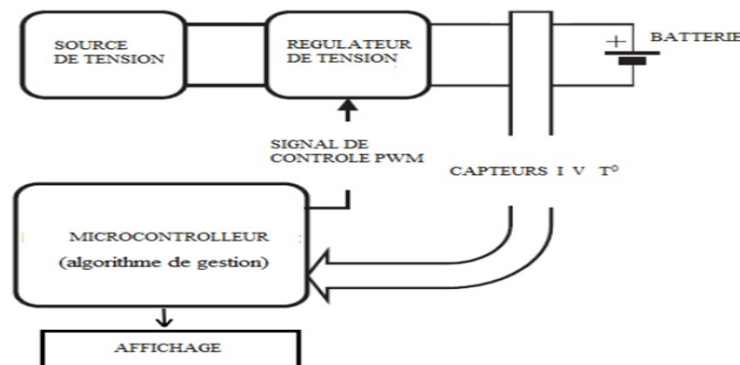 SOURCE
DE TENSION
REGULATEUR
DE TENSION
+
BATTERIE
SIGNAL DE
CONTROLE PWM
CAPTEURS I V T°
MICROCONTROLLEUR
(algorithme de gestion)
AFFICHAGE